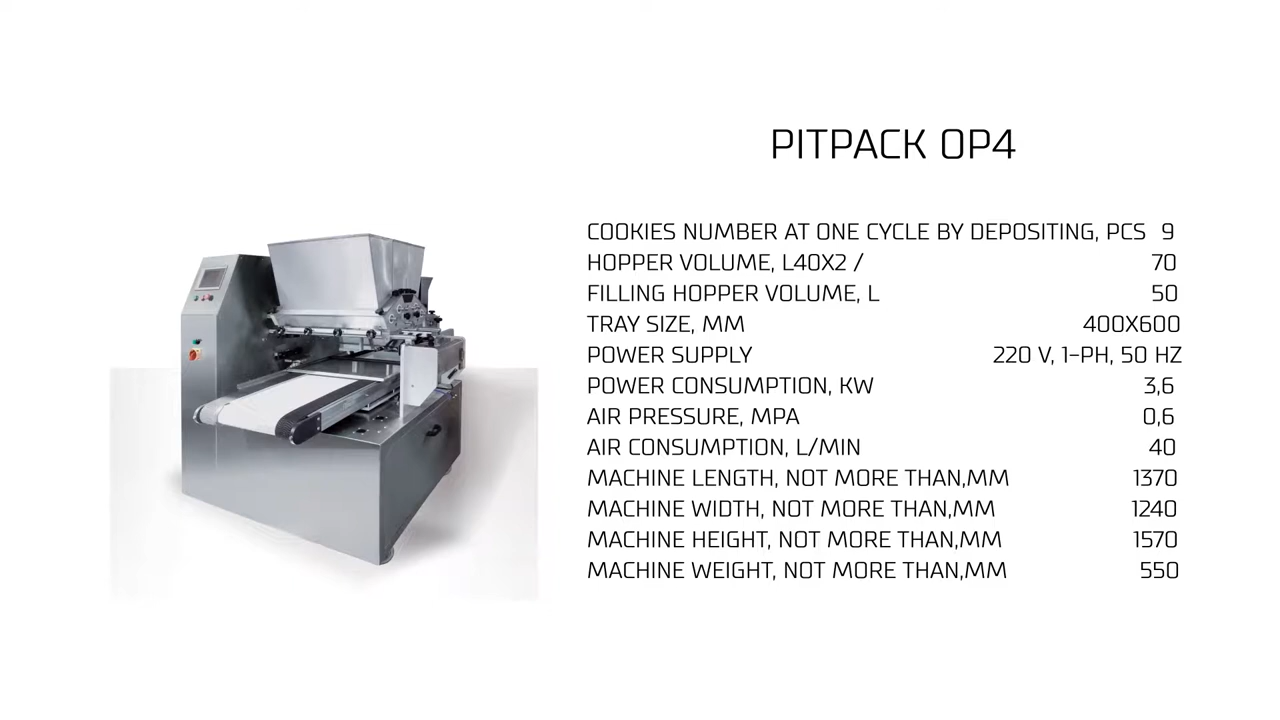 PITPACK OP4
COOKIES NUMBER AT ONE CYCLE BY DEPOSITING, PCS 9
HOPPER VOLUME, L40X2 / 70
FILLING HOPPER VOLUME, L 50
TRAY SIZE, MM 400X600
POWER SUPPLY 220 V, 1-PH, 50 HZ
POWER CONSUMPTION, KW 3,6
AIR PRESSURE, MPA 0,6
AIR CONSUMPTION, L/MIN 40
MACHINE LENGTH, NOT MORE THAN,MM 1370
MACHINE WIDTH, NOT MORE THAN,MM 1240
MACHINE HEIGHT, NOT MORE THAN,MM 1570
MACHINE WEIGHT, NOT MORE THAN,MM 550